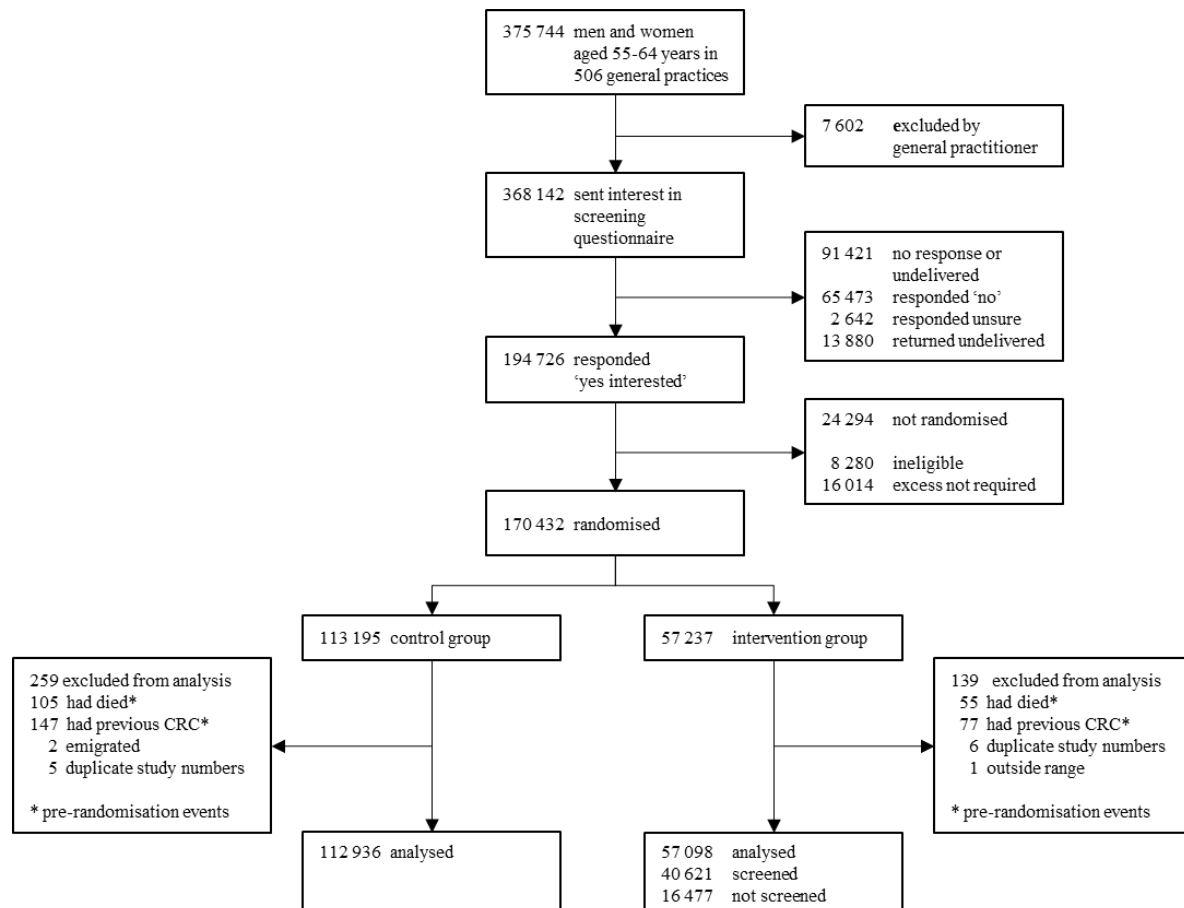 375 744 men and women
aged 55-64 years in
506 general practices
7 602 excluded by
general practitioner
368 142 sent interest in
screening
questionnaire
91 421 no response or
undelivered
65 473 responded ‘no’
2 642 responded unsure
13 880 returned undelivered
194 726 responded
‘yes interested’
24 294 not randomised
8 280 ineligible
16 014 excess not required
170 432 randomised
113 195 control group
57 237 intervention group
259 excluded from analysis
105 had died*
147 had previous CRC*
2 emigrated
5 duplicate study numbers
* pre-randomisation events
139 excluded from analysis
55 had died*
77 had previous CRC*
6 duplicate study numbers
1 outside range
* pre-randomisation events
112 936 analysed
57 098 analysed
40 621 screened
16 477 not screened